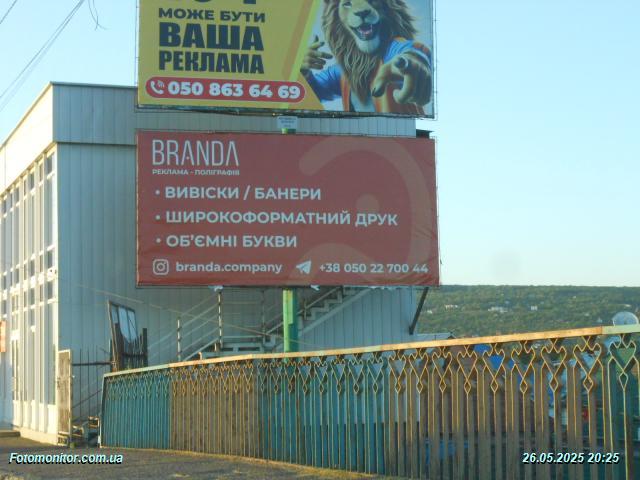 МОЖЕ БУТИ
ВАША
РЕКЛАМА
050 863 64 69
BRANDA
РЕКЛАМА - ПОЛІГРАФІЯ
• ВИВІСКИ / БАНЕРИ
• ШИРОКОФОРМАТНИЙ ДРУК
• ОБ'ЄМНІ БУКВИ
branda.company +38 050 22 700 44
Fotomonitor.com.ua 26.05.2025 20:25